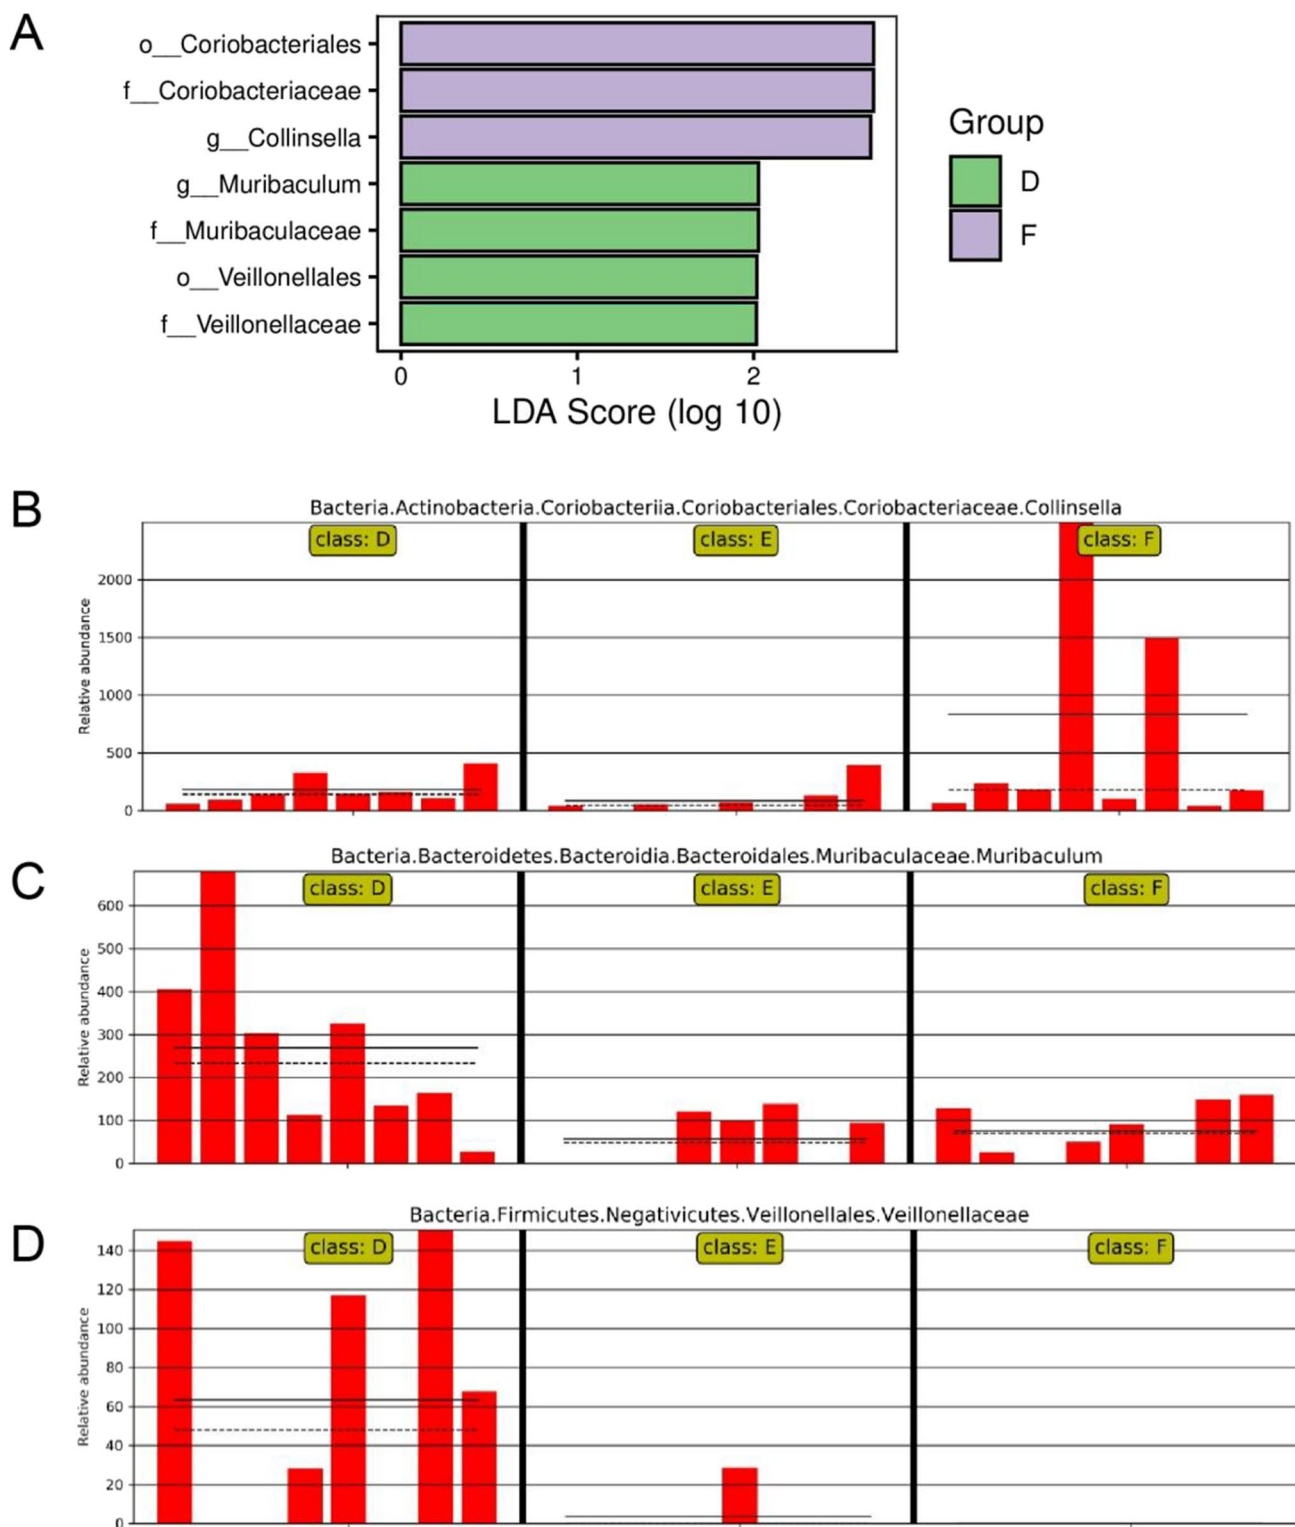 A
o__Coriobacteriales
f__Coriobacteriaceae
g__Collinsella
g__Muribaculum
f__Muribaculaceae
o__Veillonellales
f__Veillonellaceae
0 1 2
LDA Score (log 10)
Group
D
F
B
Bacteria.Actinobacteria.Coriobacteriia.Coriobacteriales.Coriobacteriaceae.Collinsella
class: D class: E class: F
Relative abundance
2000
1500
1000
500
0
C
Bacteria.Bacteroidetes.Bacteroidia.Bacteroidales.Muribaculaceae.Muribaculum
class: D class: E class: F
Relative abundance
600
500
400
300
200
100
0
D
Bacteria.Firmicutes.Negativicutes.Veillonellales.Veillonellaceae
class: D class: E class: F
Relative abundance
140
120
100
80
60
40
20
0